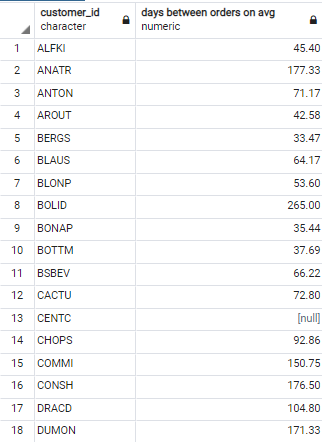 customer_id days between orders on avg
character numeric
1 ALFKI 45.40
2 ANATR 177.33
3 ANTON 71.17
4 AROUT 42.58
5 BERGS 33.47
6 BLAUS 64.17
7 BLONP 53.60
8 BOLID 265.00
9 BONAP 35.44
10 BOTTM 37.69
11 BSBEV 66.22
12 CACTU 72.80
13 CENTC [null]
14 CHOPS 92.86
15 COMMI 150.75
16 CONSH 176.50
17 DRACD 104.80
18 DUMON 171.33